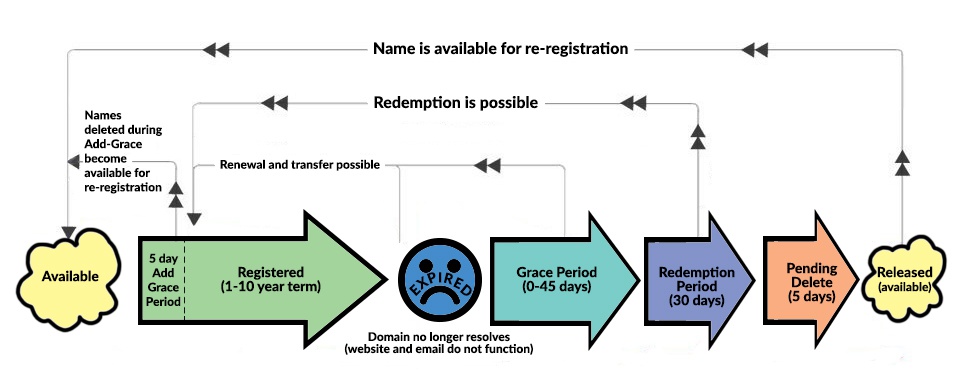 Name is available for re-registration
Redemption is possible
Names
deleted during
Add-Grace
become
available for
re-registration
Renewal and transfer possible
Available
5 day
Add
Grace
Period
Registered
(1-10 year term)
EXPIRED
Domain no longer resolves
(website and email do not function)
Grace Period
(0-45 days)
Redemption
Period
(30 days)
Pending
Delete
(5 days)
Released
(available)